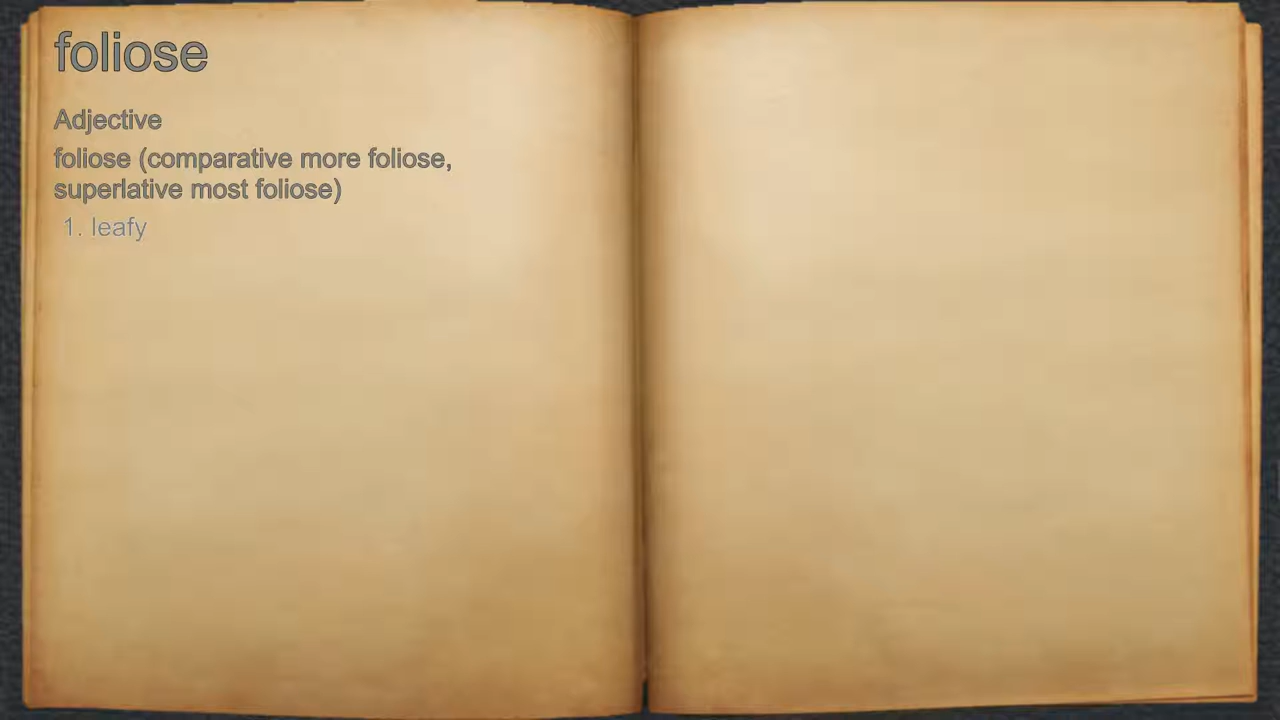 foliose
Adjective
foliose (comparative more foliose,
superlative most foliose)
1. leafy